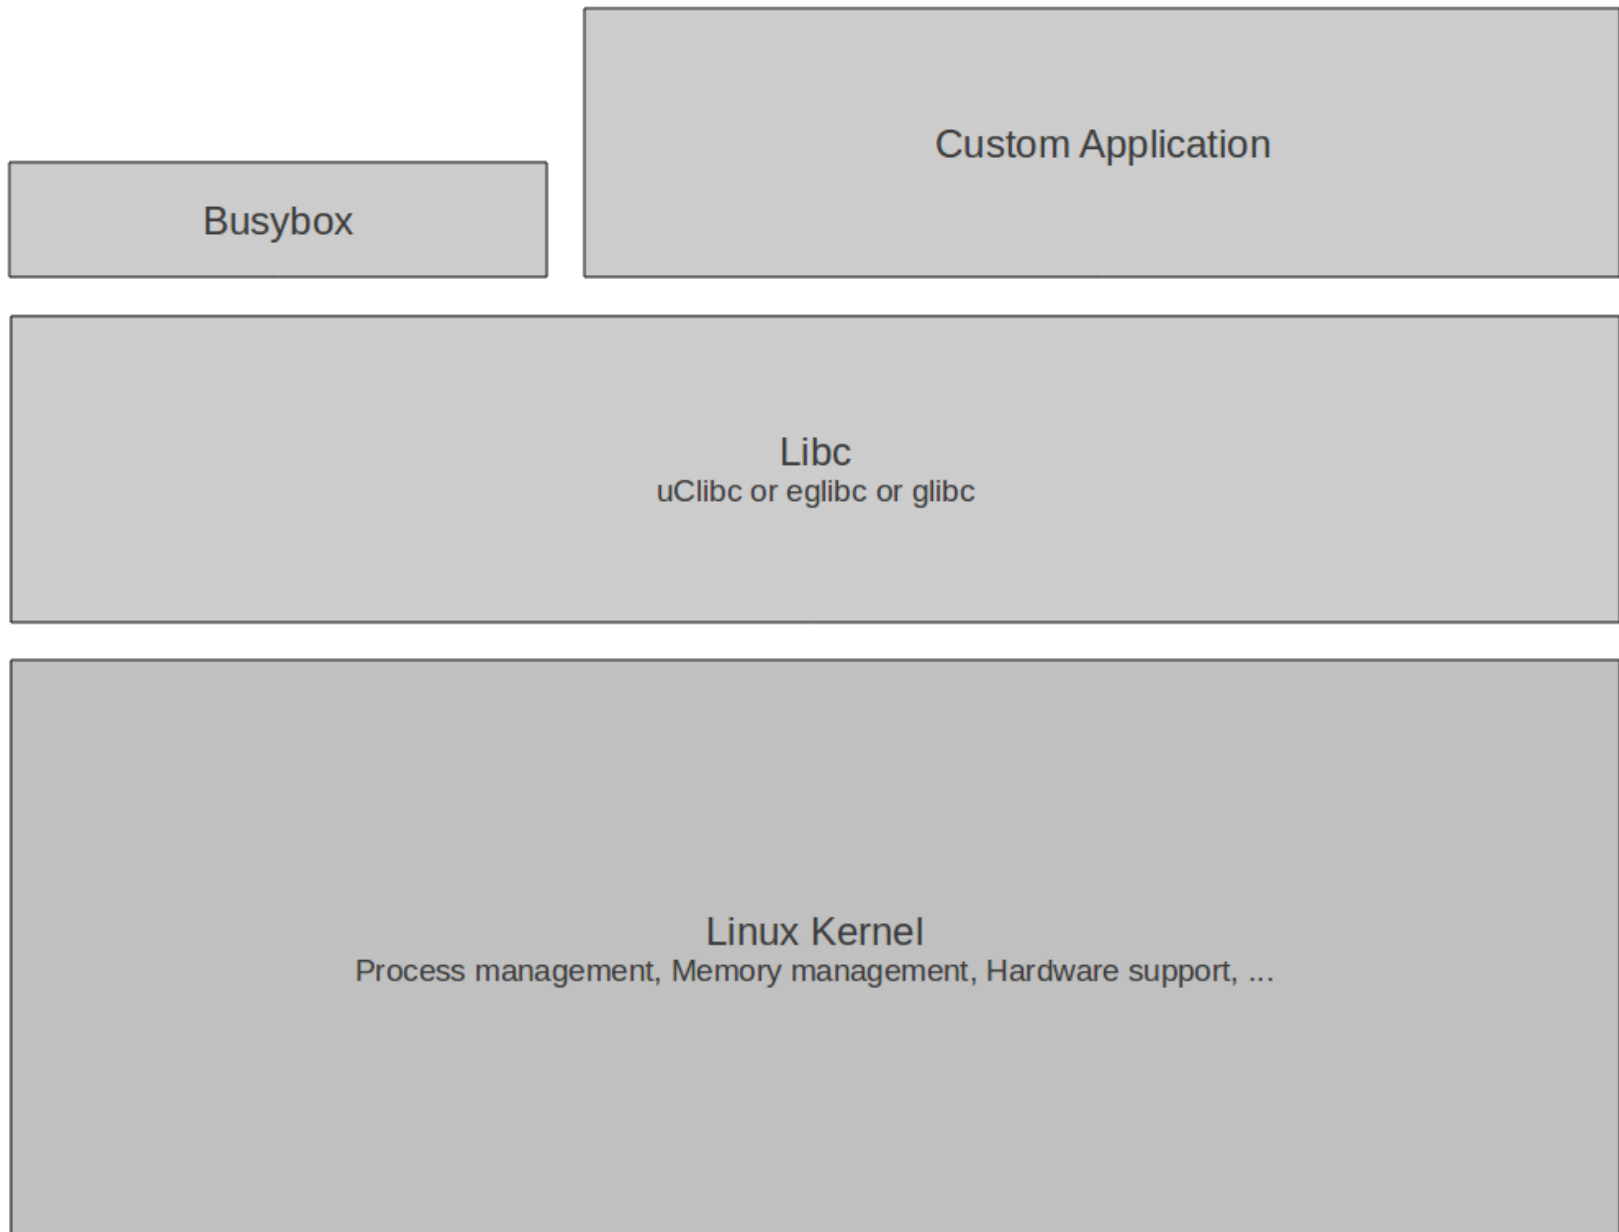 Custom Application
Busybox
Libc
uClibc or eglibc or glibc
Linux Kernel
Process management, Memory management, Hardware support, ...